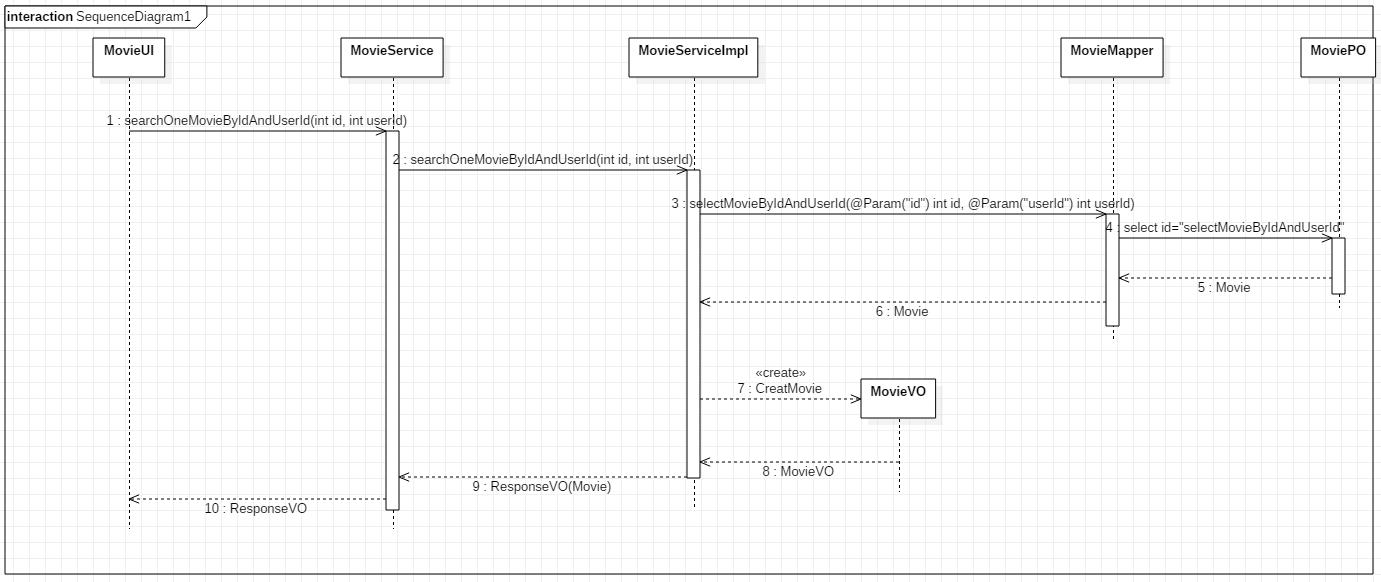 interaction SequenceDiagram1
MovieUI
MovieService
MovieServiceImpl
MovieMapper
MoviePO
1 : searchOneMovieByIdAndUserId(int id, int userId)
2 : searchOneMovieByIdAndUserId(int id, int userId)
3 : selectMovieByIdAndUserId(@Param("id") int id, @Param("userId") int userId)
4 : select id="selectMovieByIdAndUserId"
5 : Movie
6 : Movie
«create»
7 : CreatMovie
MovieVO
8 : MovieVO
9 : ResponseVO(Movie)
10 : ResponseVO